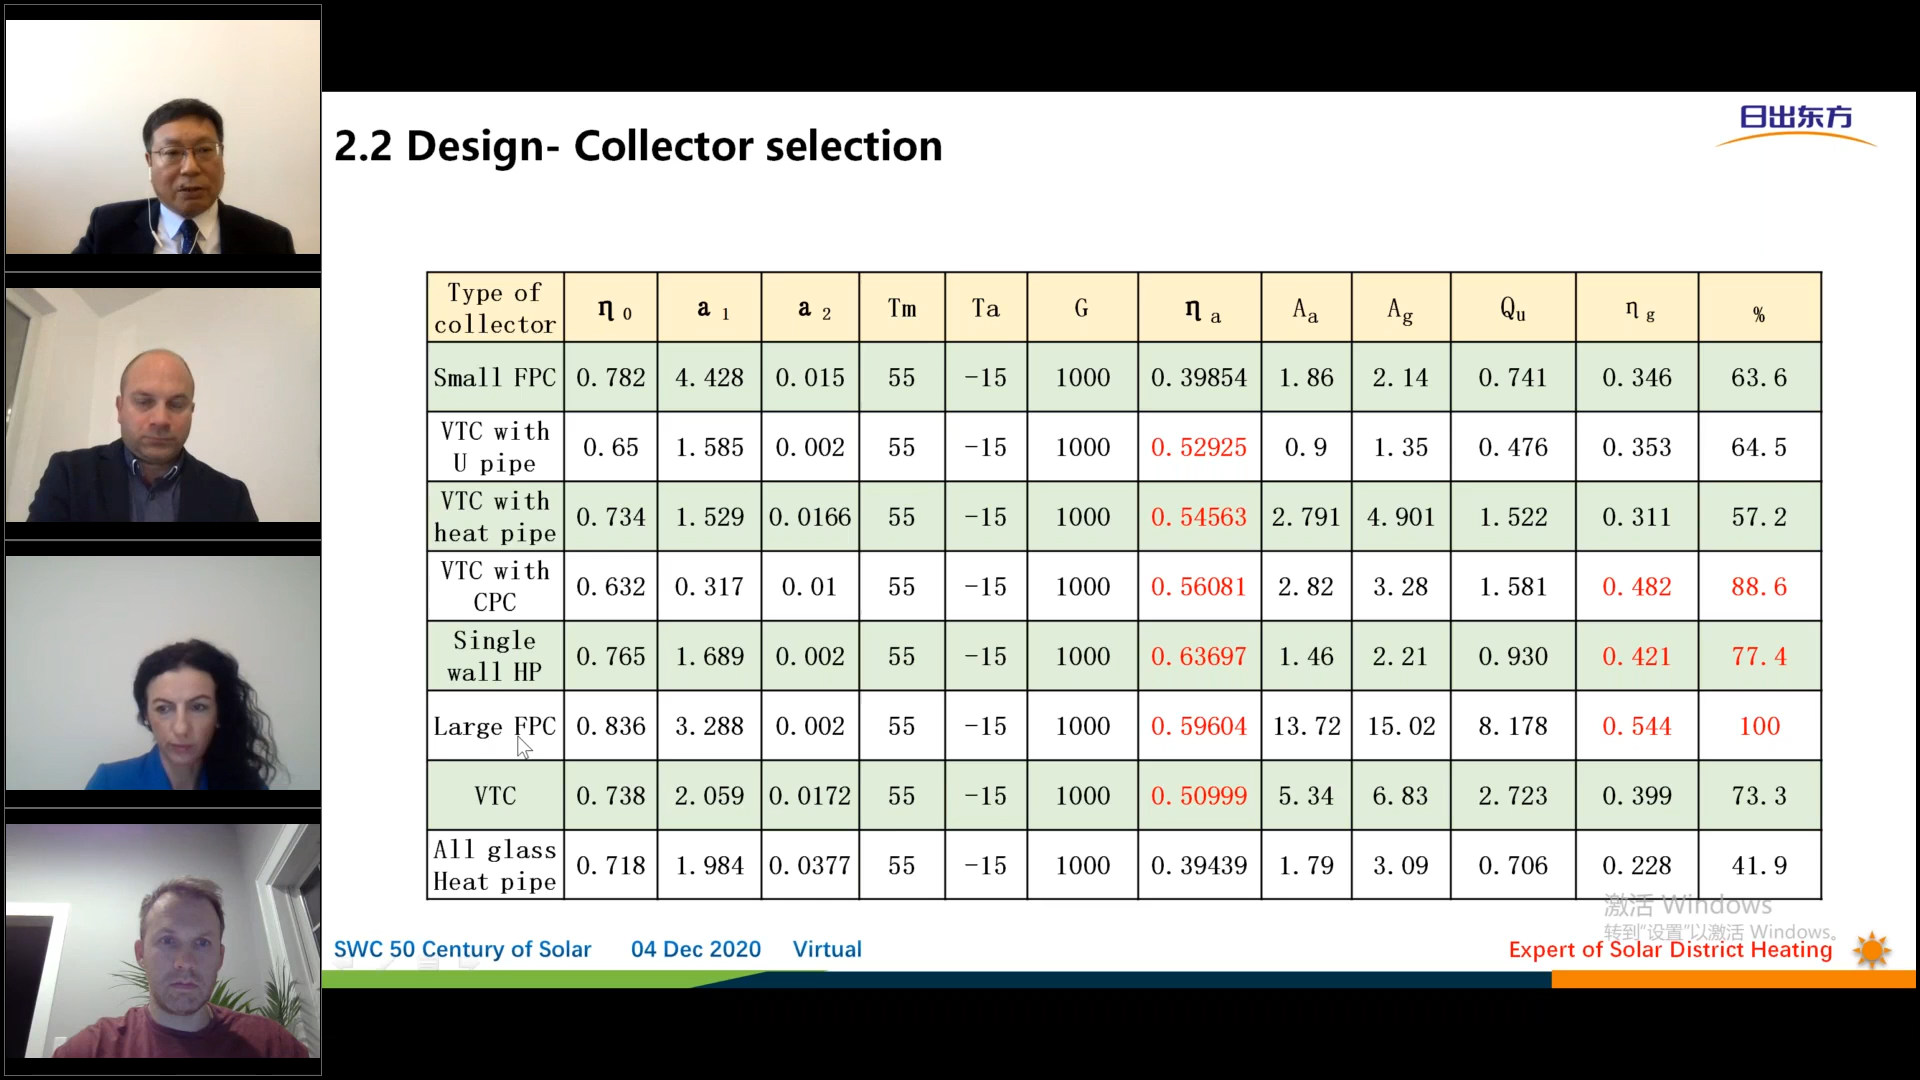 日出东方
2.2 Design- Collector selection
Type of collector η₀ a₁ a₂ Tm Ta G ηₐ Aₐ A_g Q_u η_g %
Small FPC 0.782 4.428 0.015 55 -15 1000 0.39854 1.86 2.14 0.741 0.346 63.6
VTC with U pipe 0.65 1.585 0.002 55 -15 1000 0.52925 0.9 1.35 0.476 0.353 64.5
VTC with heat pipe 0.734 1.529 0.0166 55 -15 1000 0.54563 2.791 4.901 1.522 0.311 57.2
VTC with CPC 0.632 0.317 0.01 55 -15 1000 0.56081 2.82 3.28 1.581 0.482 88.6
Single wall HP 0.765 1.689 0.002 55 -15 1000 0.63697 1.46 2.21 0.930 0.421 77.4
Large FPC 0.836 3.288 0.002 55 -15 1000 0.59604 13.72 15.02 8.178 0.544 100
VTC 0.738 2.059 0.0172 55 -15 1000 0.50999 5.34 6.83 2.723 0.399 73.3
All glass Heat pipe 0.718 1.984 0.0377 55 -15 1000 0.39439 1.79 3.09 0.706 0.228 41.9
激活 Windows
转到“设置”以激活 Windows。
SWC 50 Century of Solar 04 Dec 2020 Virtual Expert of Solar District Heating